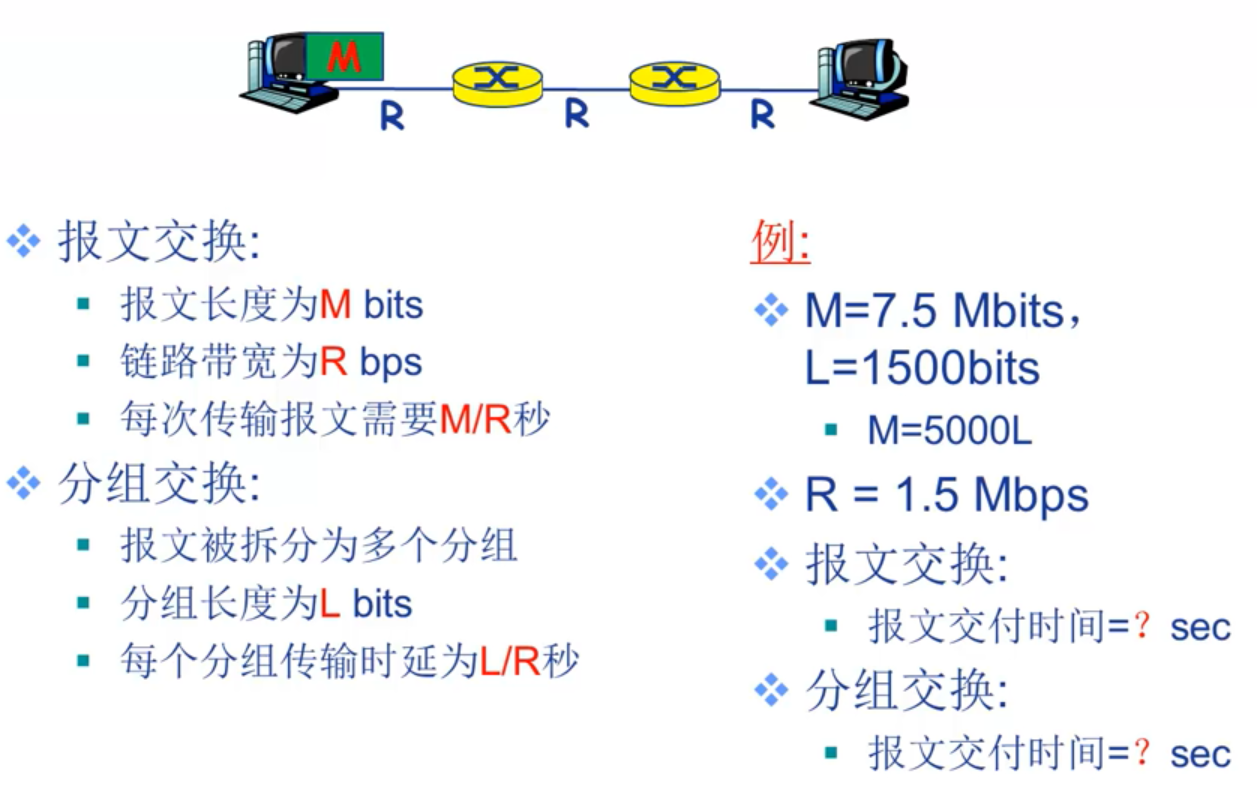 M
R R R
报文交换:
报文长度为M bits
链路带宽为R bps
每次传输报文需要M/R秒
分组交换:
报文被拆分为多个分组
分组长度为L bits
每个分组传输时延为L/R秒
例:
M=7.5 Mbits，
L=1500bits
M=5000L
R = 1.5 Mbps
报文交换:
报文交付时间=？sec
分组交换:
报文交付时间=？sec